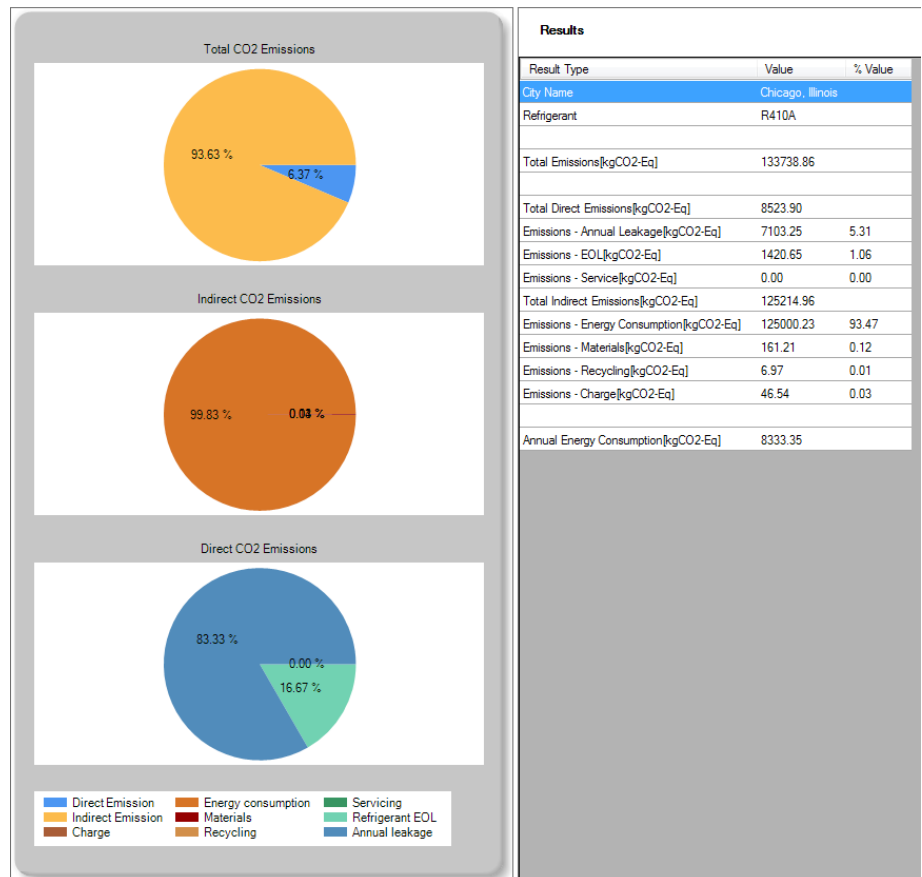 Total CO2 Emissions
93.63 %
6.37 %
Indirect CO2 Emissions
99.83 %
Direct CO2 Emissions
83.33 %
0.00 %
16.67 %
Direct Emission Energy consumption Servicing
Indirect Emission Materials Refrigerant EOL
Charge Recycling Annual leakage
Results
Result Type Value % Value
City Name Chicago, Illinois
Refrigerant R410A
Total Emissions[kgCO2-Eq] 133738.86
Total Direct Emissions[kgCO2-Eq] 8523.90
Emissions - Annual Leakage[kgCO2-Eq] 7103.25 5.31
Emissions - EOL[kgCO2-Eq] 1420.65 1.06
Emissions - Service[kgCO2-Eq] 0.00 0.00
Total Indirect Emissions[kgCO2-Eq] 125214.96
Emissions - Energy Consumption[kgCO2-Eq] 125000.23 93.47
Emissions - Materials[kgCO2-Eq] 161.21 0.12
Emissions - Recycling[kgCO2-Eq] 6.97 0.01
Emissions - Charge[kgCO2-Eq] 46.54 0.03
Annual Energy Consumption[kgCO2-Eq] 8333.35